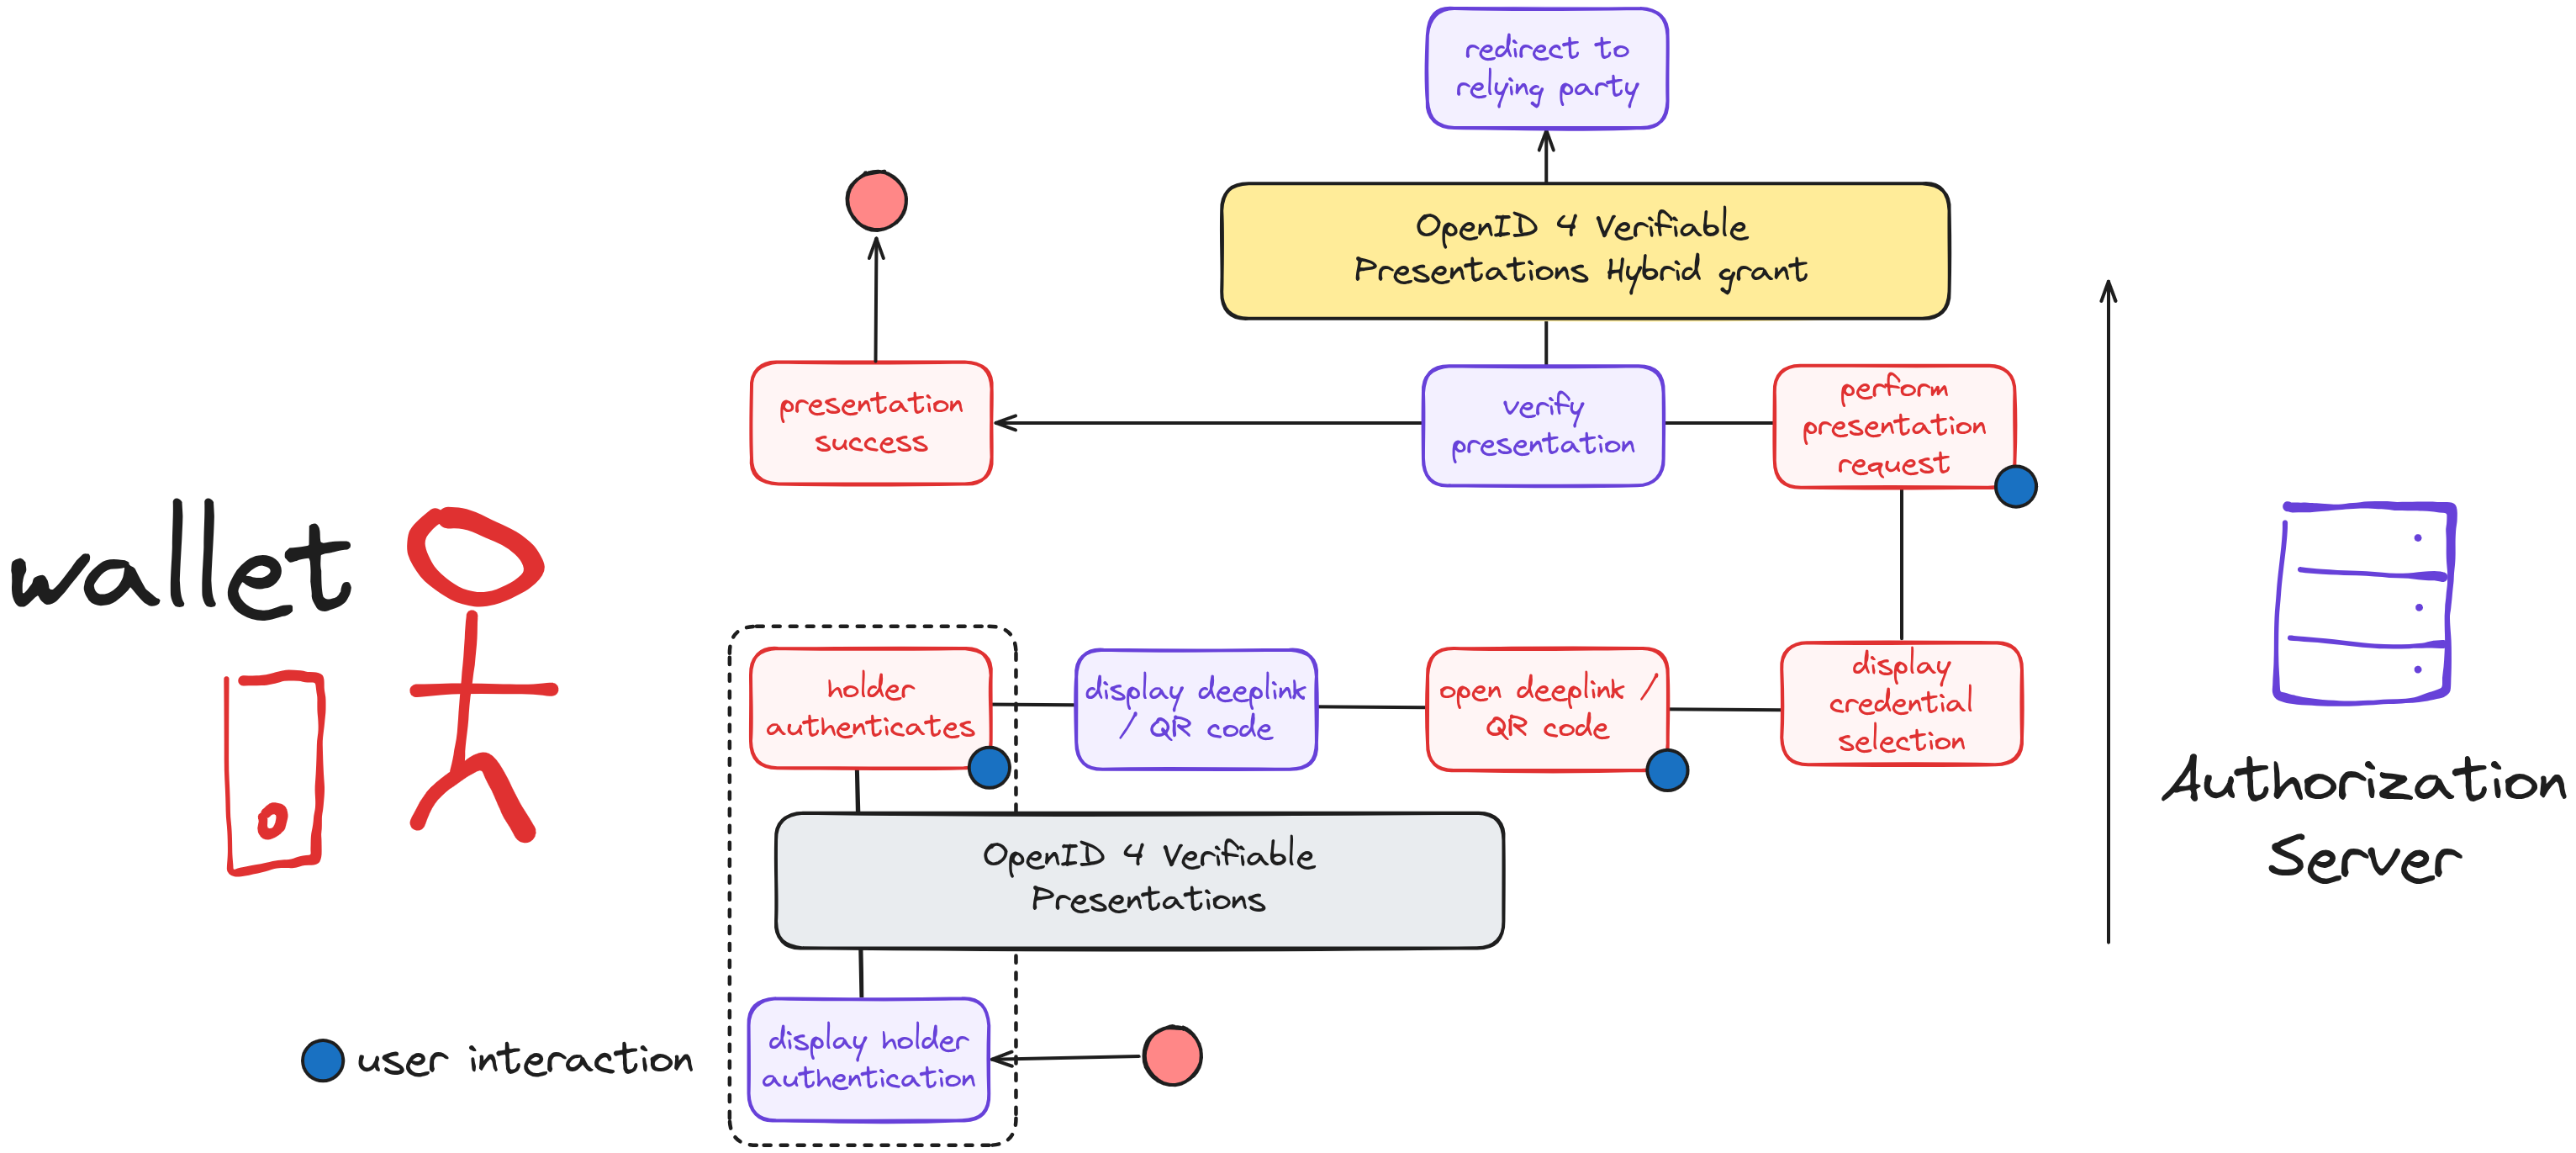 redirect to
relying party
OpenID 4 Verifiable
Presentations Hybrid grant
presentation
success
verify
presentation
perform
presentation
request
wallet
holder
authenticates
display deeplink
/ QR code
open deeplink /
QR code
display
credential
selection
Authorization
Server
OpenID 4 Verifiable
Presentations
display holder
authentication
user interaction